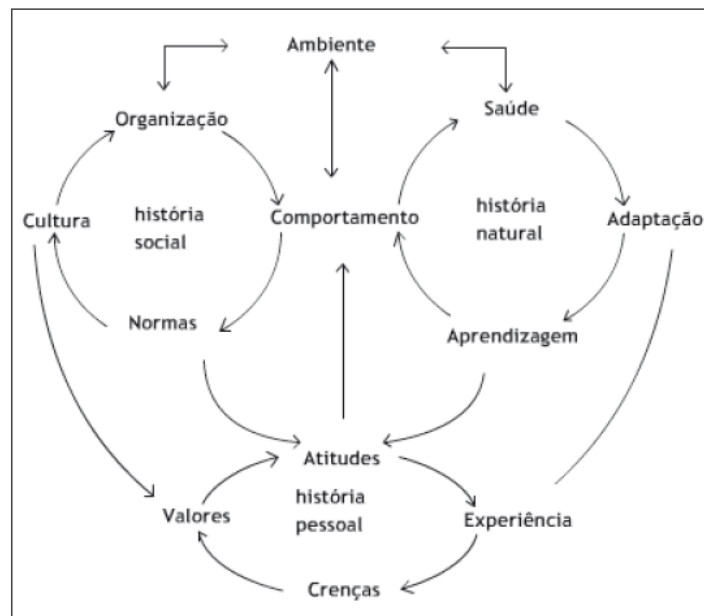 Ambiente
Organização
Saúde
Cultura
história
social
Comportamento
história
natural
Adaptação
Normas
Aprendizagem
Atitudes
história
pessoal
Valores
Experiência
Crenças